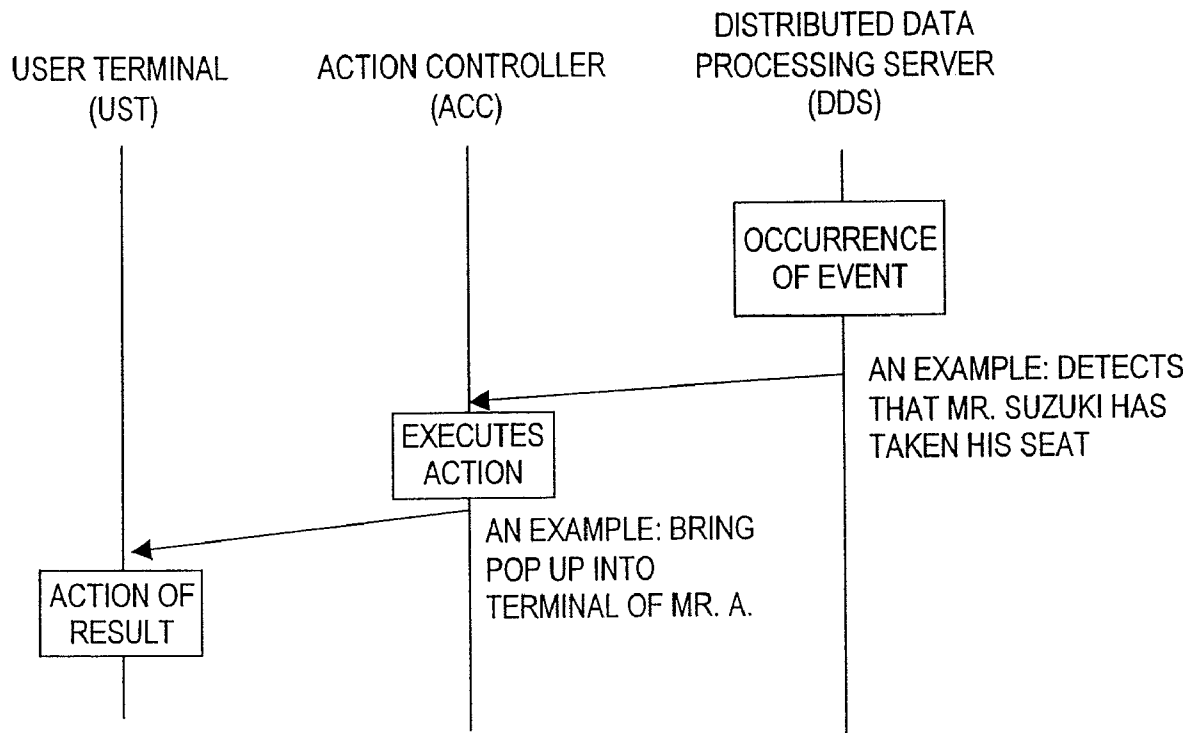 USER TERMINAL
(UST)
ACTION CONTROLLER
(ACC)
DISTRIBUTED DATA
PROCESSING SERVER
(DDS)
OCCURRENCE
OF EVENT
AN EXAMPLE: DETECTS
THAT MR. SUZUKI HAS
TAKEN HIS SEAT
EXECUTES
ACTION
AN EXAMPLE: BRING
POP UP INTO
TERMINAL OF MR. A.
ACTION OF
RESULT